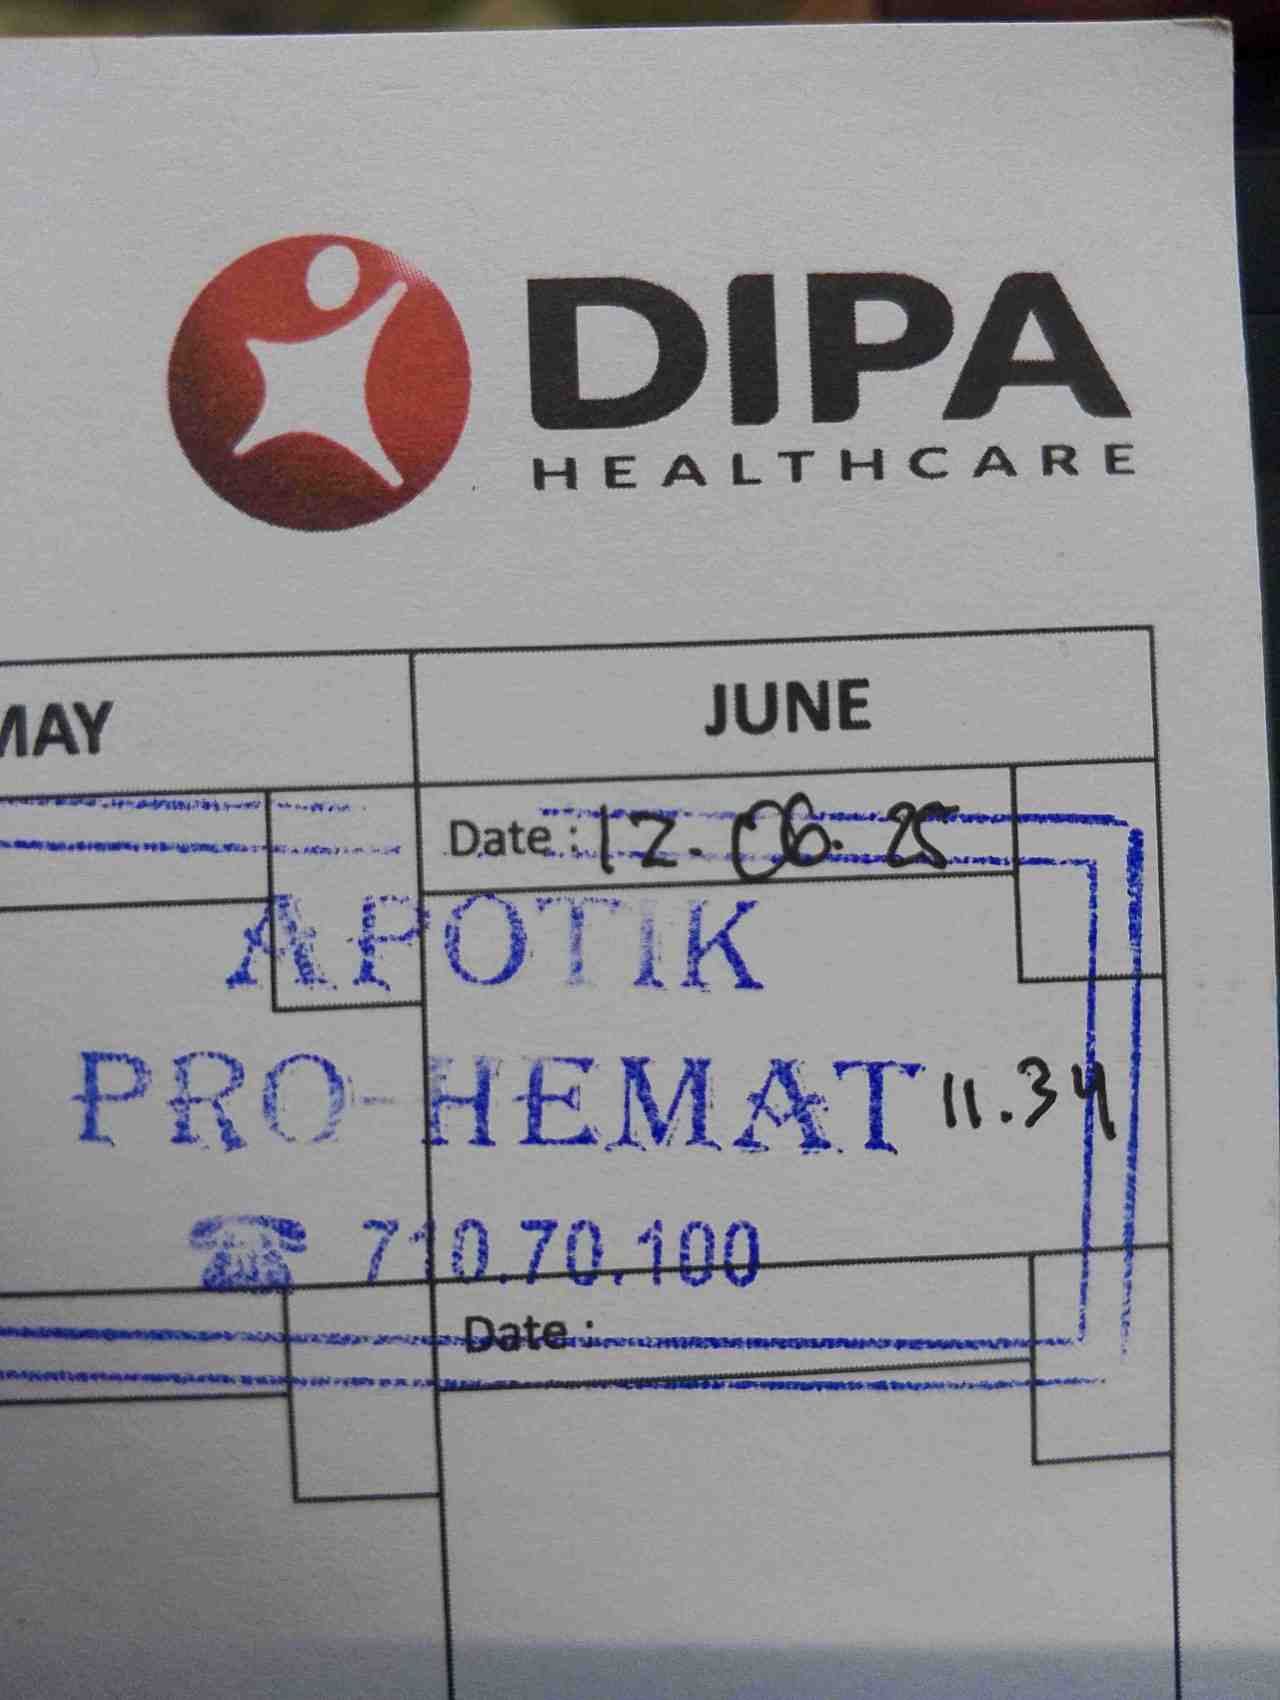 DIPA
HEALTHCARE
MAY
JUNE
Date : 12.06.25
APOTIK
PRO-HEMAT
11.34
☎ 710.70.100
Date :